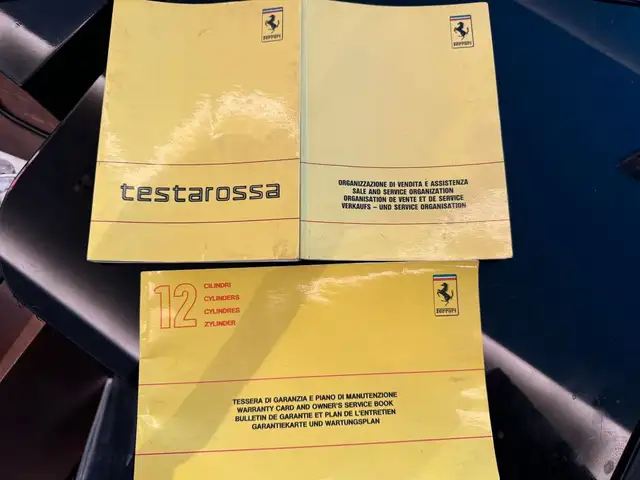 Ferrari
testarossa
Ferrari
ORGANIZZAZIONE DI VENDITA E ASSISTENZA
SALE AND SERVICE ORGANIZATION
ORGANISATION DE VENTE ET DE SERVICE
VERKAUFS - UND SERVICE ORGANISATION
12
CILINDRI
CYLINDERS
CYLINDRES
ZYLINDER
Ferrari
TESSERA DI GARANZIA E PIANO DI MANUTENZIONE
WARRANTY CARD AND OWNER'S SERVICE BOOK
BULLETIN DE GARANTIE ET PLAN DE L'ENTRETIEN
GARANTIEKARTE UND WARTUNGSPLAN